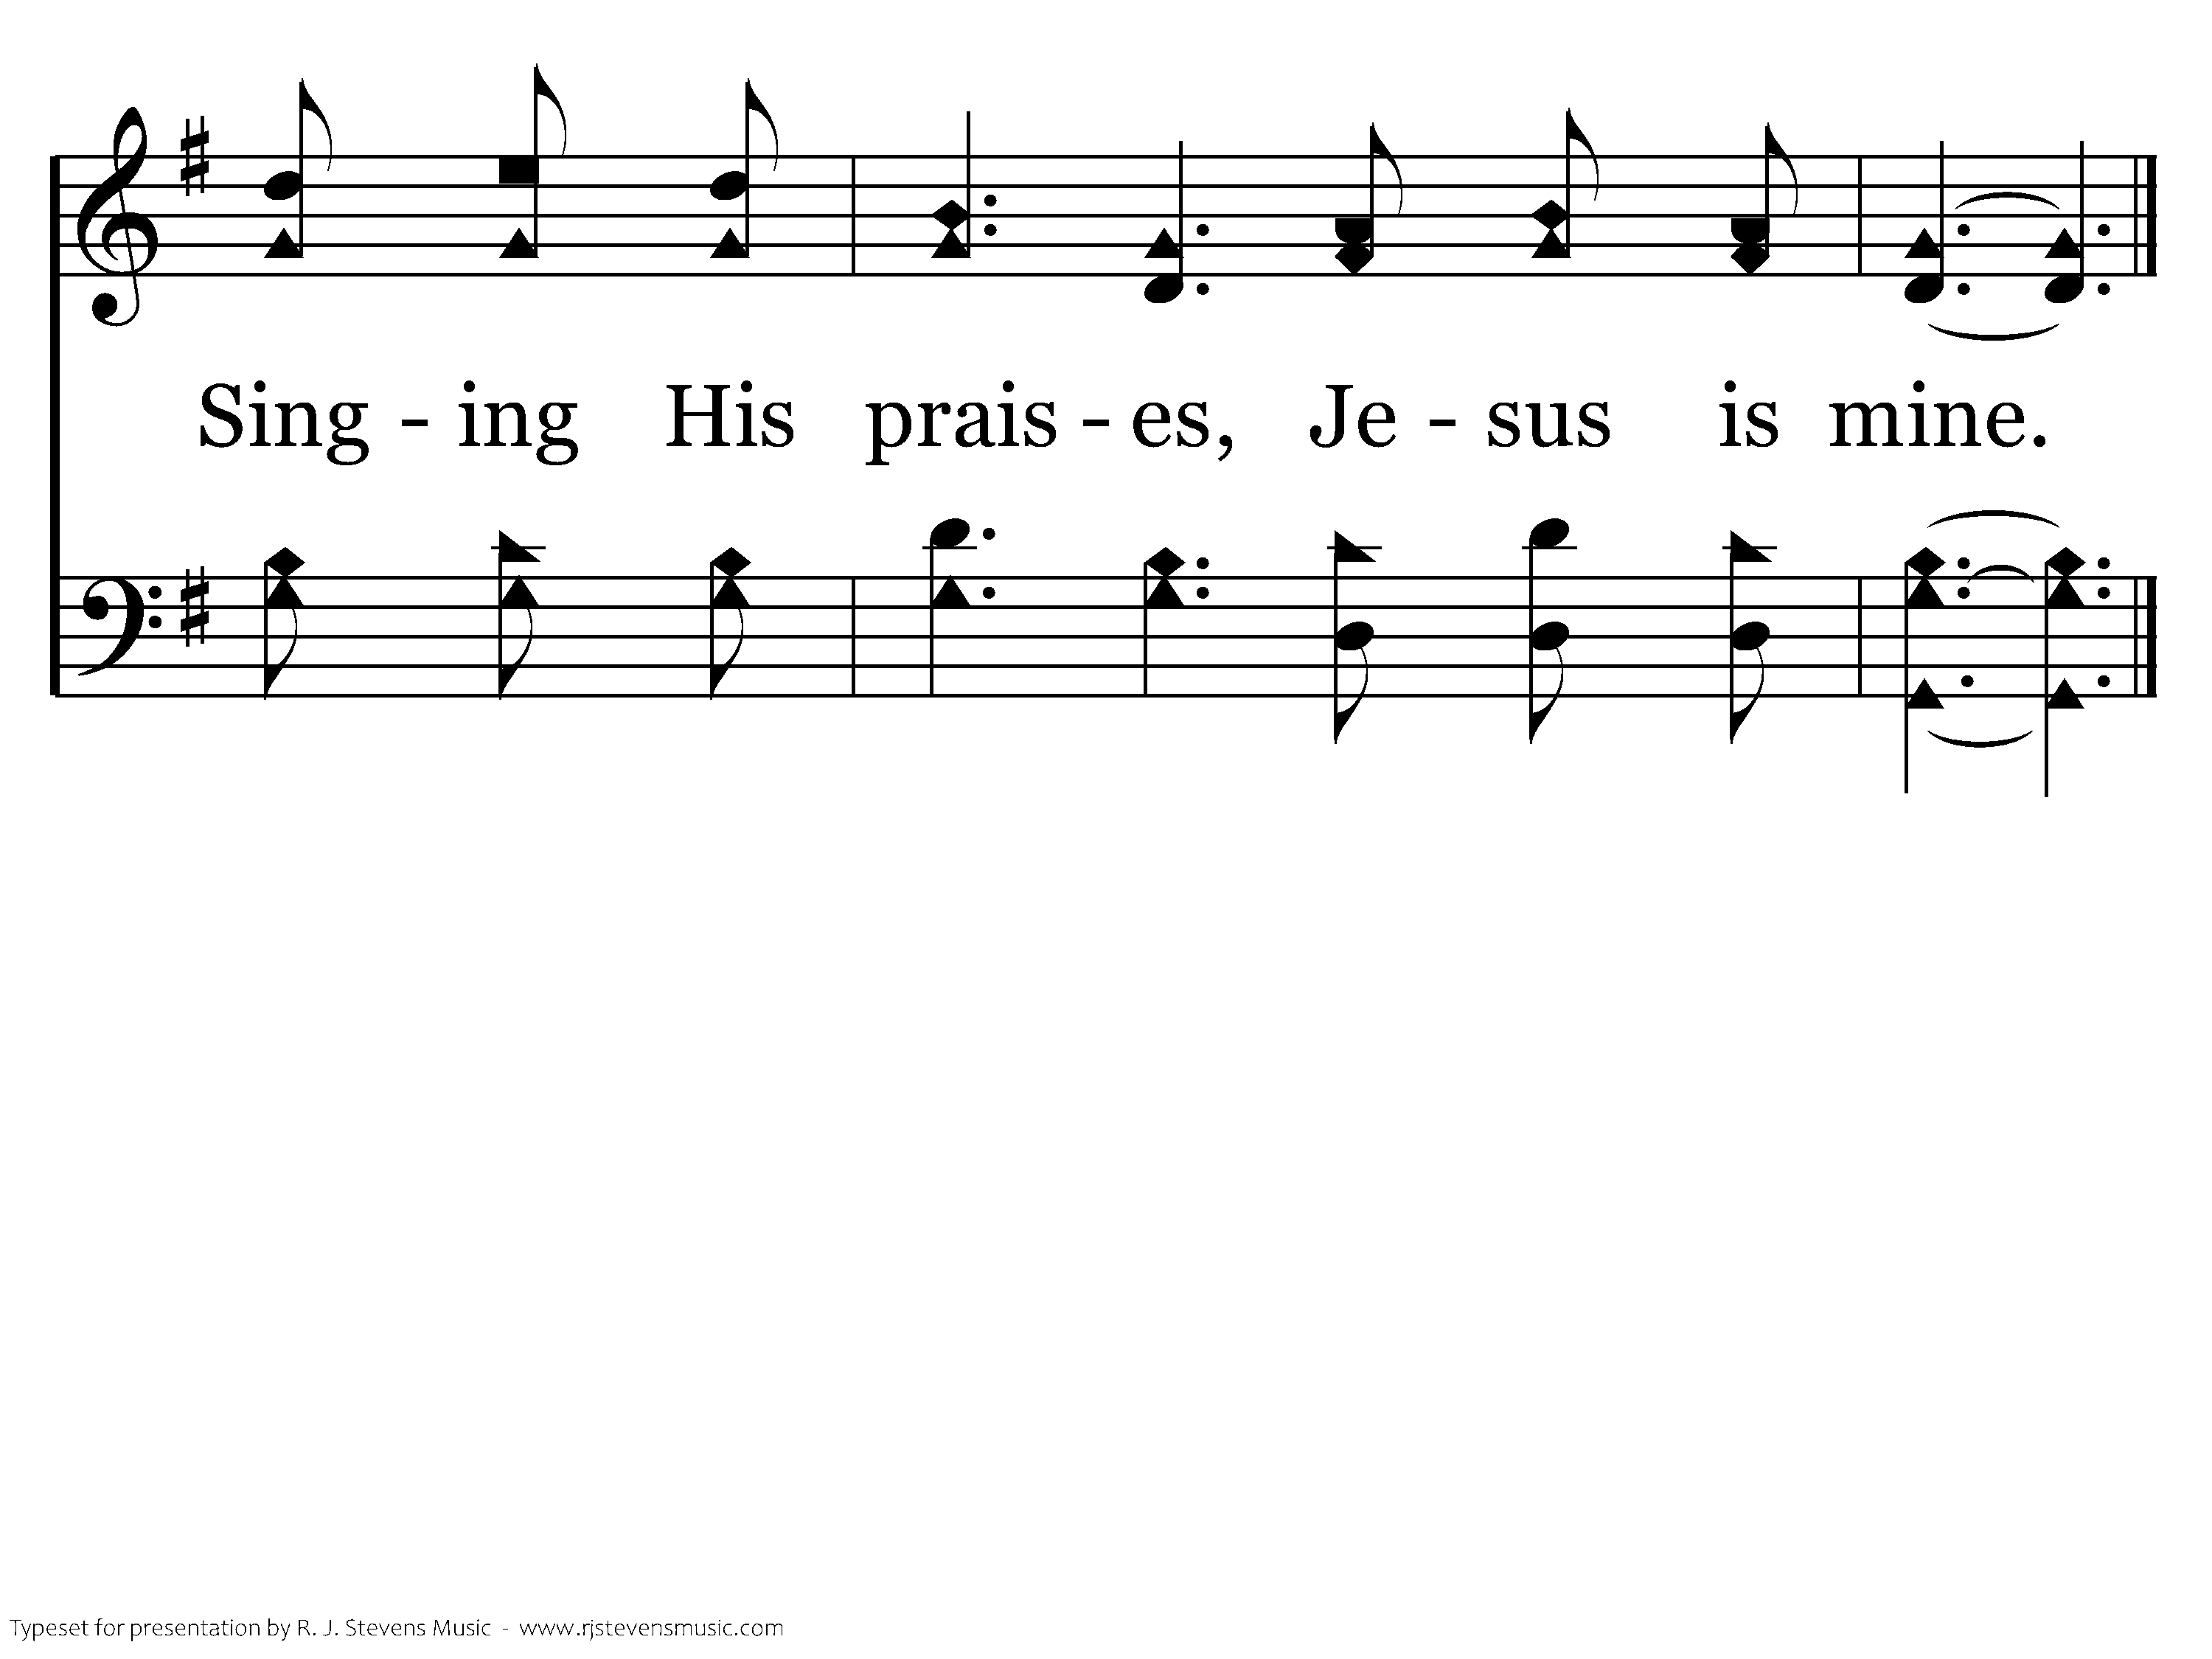 Sing - ing His prais - es, Je - sus is mine.
Typeset for presentation by R. J. Stevens Music - www.rjstevensmusic.com